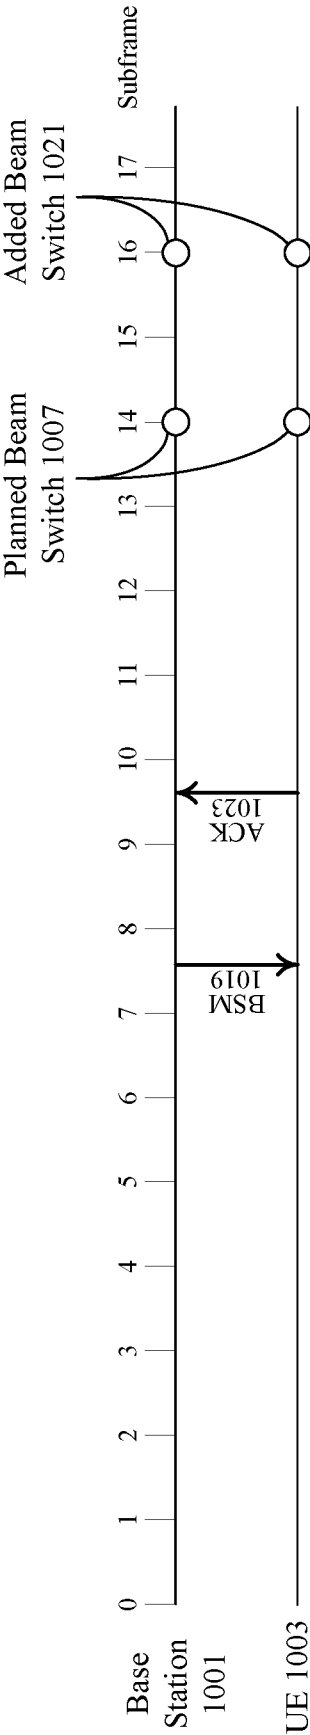 Planned Beam
Switch 1007
Added Beam
Switch 1021
0
1
2
3
4
5
6
7
8
9
10
11
12
13
14
15
16
17
Subframe
Base
Station
1001
BSM
1019
ACK
1023
UE 1003